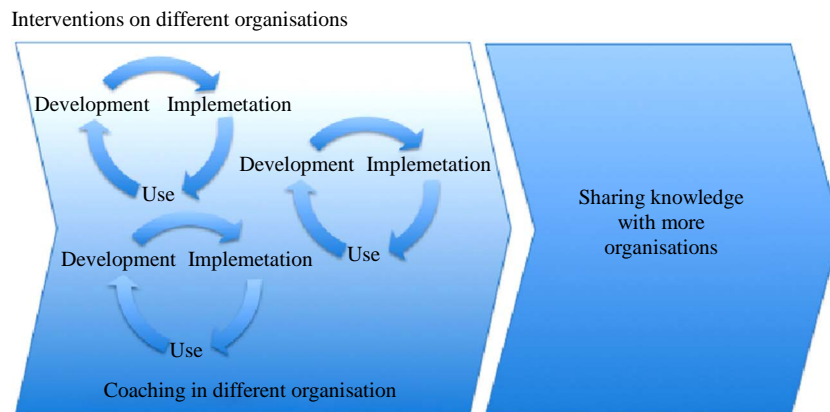 Interventions on different organisations
Development Implemetation
Use
Development Implemetation
Use
Development Implemetation
Use
Coaching in different organisation
Sharing knowledge
with more
organisations